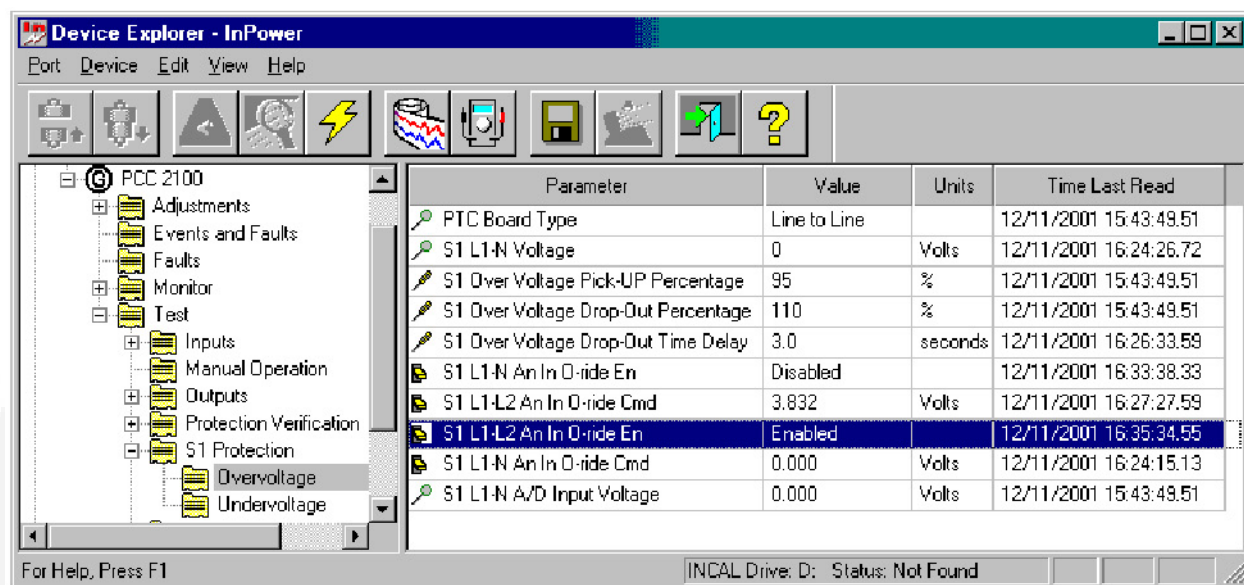 Device Explorer - InPower
Port Device Edit View Help
PCC 2100
Adjustments
Events and Faults
Faults
Monitor
Test
Inputs
Manual Operation
Outputs
Protection Verification
S1 Protection
Overvoltage
Undervoltage
Parameter Value Units Time Last Read
PTC Board Type Line to Line 12/11/2001 15:43:49.51
S1 L1-N Voltage 0 Volts 12/11/2001 16:24:26.72
S1 Over Voltage Pick-UP Percentage 95 % 12/11/2001 15:43:49.51
S1 Over Voltage Drop-Out Percentage 110 % 12/11/2001 15:43:49.51
S1 Over Voltage Drop-Out Time Delay 3.0 seconds 12/11/2001 16:26:33.59
S1 L1-N An In O-ride En Disabled 12/11/2001 16:33:38.33
S1 L1-L2 An In O-ride Cmd 3.832 Volts 12/11/2001 16:27:27.59
S1 L1-L2 An In O-ride En Enabled 12/11/2001 16:35:34.55
S1 L1-N An In O-ride Cmd 0.000 Volts 12/11/2001 16:24:15.13
S1 L1-N A/D Input Voltage 0.000 Volts 12/11/2001 15:43:49.51
For Help, Press F1 INCAL Drive: D: Status: Not Found